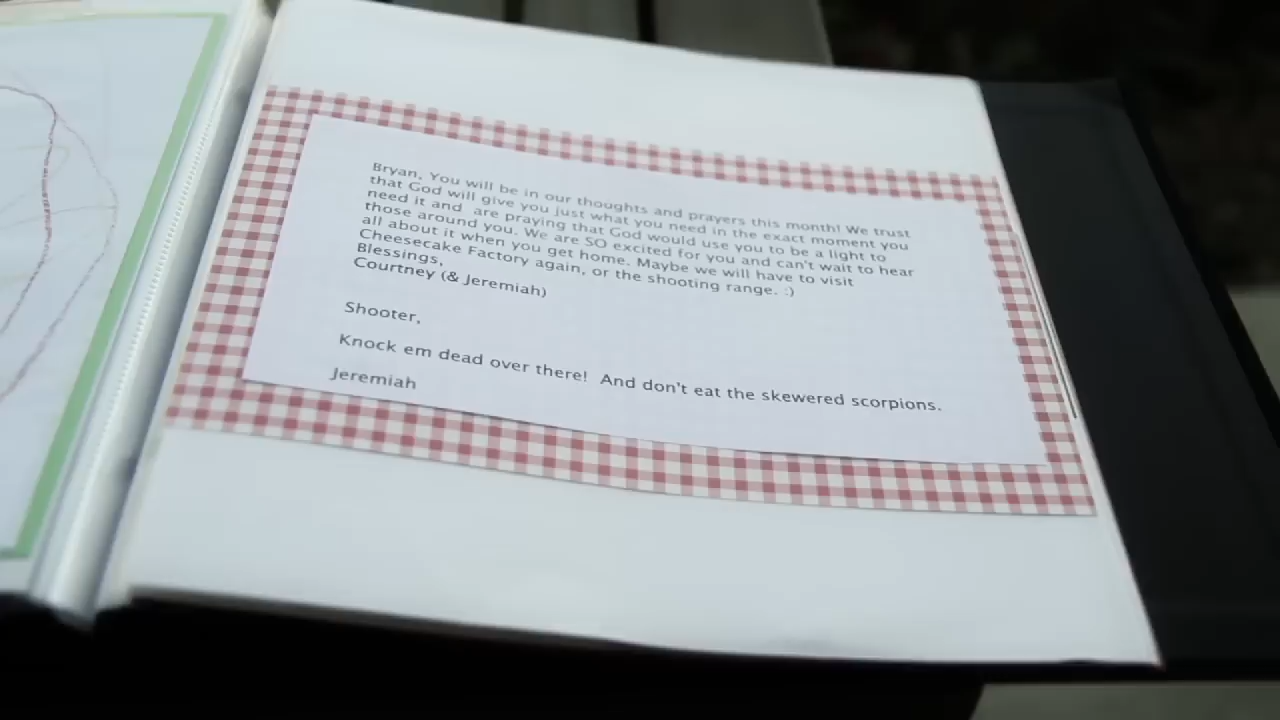 Bryan, You will be in our thoughts and prayers this month! We trust
that God will give you just what you need in the exact moment you
need it and  are praying that God would use you to be a light to
those around you. We are SO excited for you and can't wait to hear
all about it when you get home. Maybe we will have to visit
Cheesecake Factory again, or the shooting range. :)
Blessings,
Courtney (& Jeremiah)
Shooter,
Knock em dead over there!  And don't eat the skewered scorpions.
Jeremiah